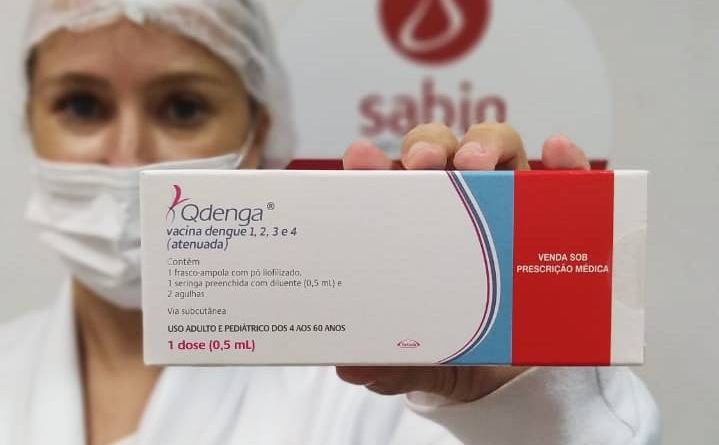 sabin
Qdenga®
vacina dengue 1, 2, 3 e 4
(atenuada)
Contém
1 frasco-ampola com pó liofilizado,
1 seringa preenchida com diluente (0,5 mL) e
2 agulhas
Via subcutânea
USO ADULTO E PEDIÁTRICO DOS 4 AOS 60 ANOS
1 dose (0,5 mL)
Takeda
VENDA SOB
PRESCRIÇÃO MÉDICA